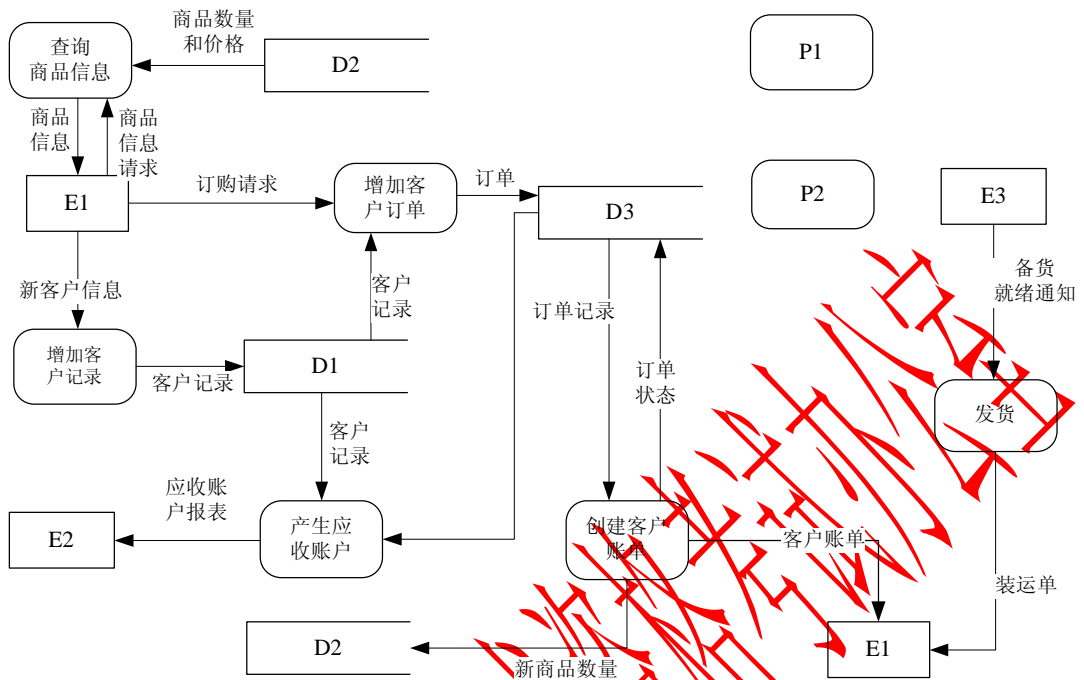 商品数量
和价格
查询
商品信息
D2
P1
商品
信息
商品
信息
请求
E1
订购请求
增加客
户订单
订单
D3
P2
E3
新客户信息
客户
记录
订单记录
备货
就绪通知
增加客
户记录
客户记录
D1
订单
状态
发货
客户
记录
应收账
户报表
E2
产生应
收账户
创建客户
账单
客户账单
装运单
D2
新商品数量
E1